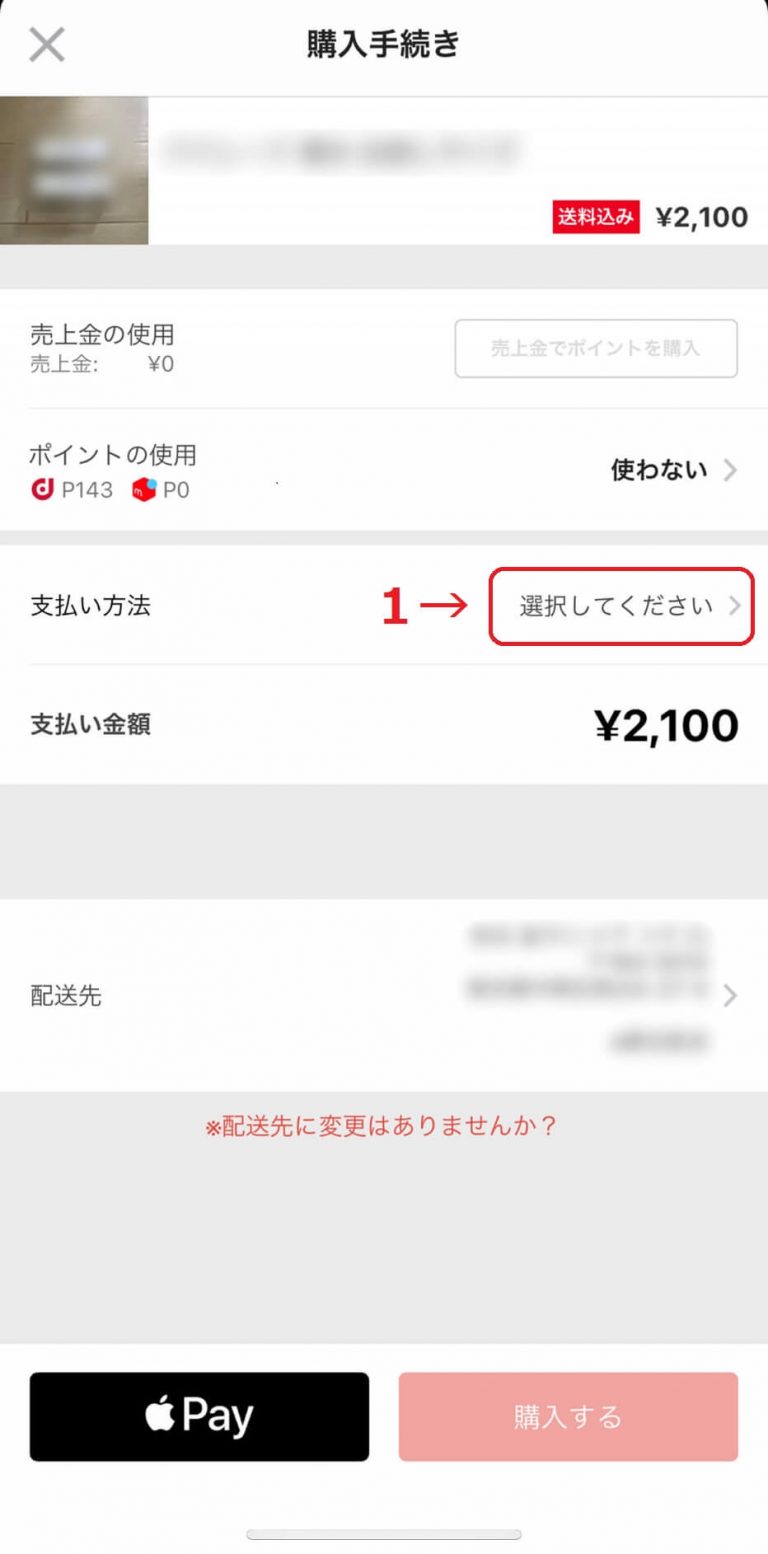 購入手続き
送料込み ¥2,100
売上金の使用
売上金: ¥0
売上金でポイントを購入
ポイントの使用
P143 P0
使わない
支払い方法
1→
選択してください
支払い金額
¥2,100
配送先
※配送先に変更はありませんか？
Pay
購入する